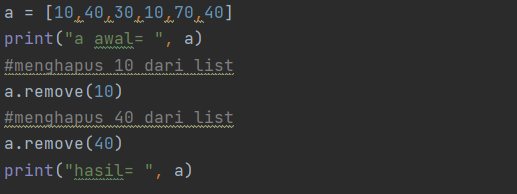 a = [10,40,30,10,70,40]
print("a awal= ", a)
#menghapus 10 dari list
a.remove(10)
#menghapus 40 dari list
a.remove(40)
print("hasil= ", a)